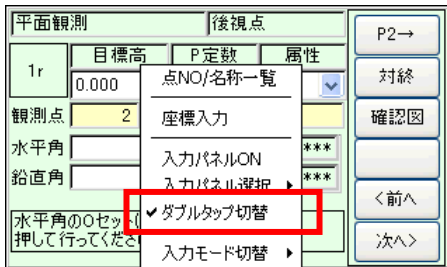 平面観測 後視点
目標高 P定数 属性
1r 0.000
観測点 2
水平角 ***
鉛直角 ***
水平角の0セット(
押して行ってくださ
点NO/名称一覧
座標入力
入力パネルON
入力パネル選択
✓ダブルタップ切替
入力モード切替
P2→
対終
確認図
<前へ
次へ>